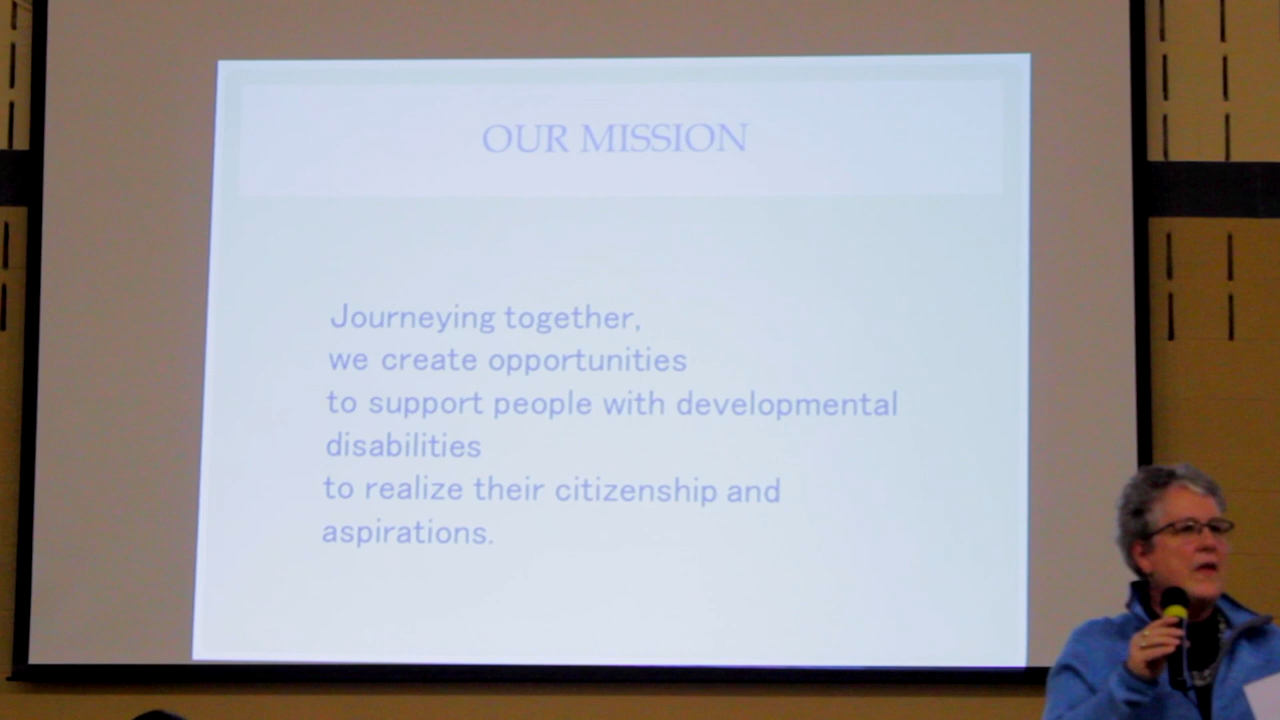 OUR MISSION
Journeying together,
we create opportunities
to support people with developmental
disabilities
to realize their citizenship and
aspirations.